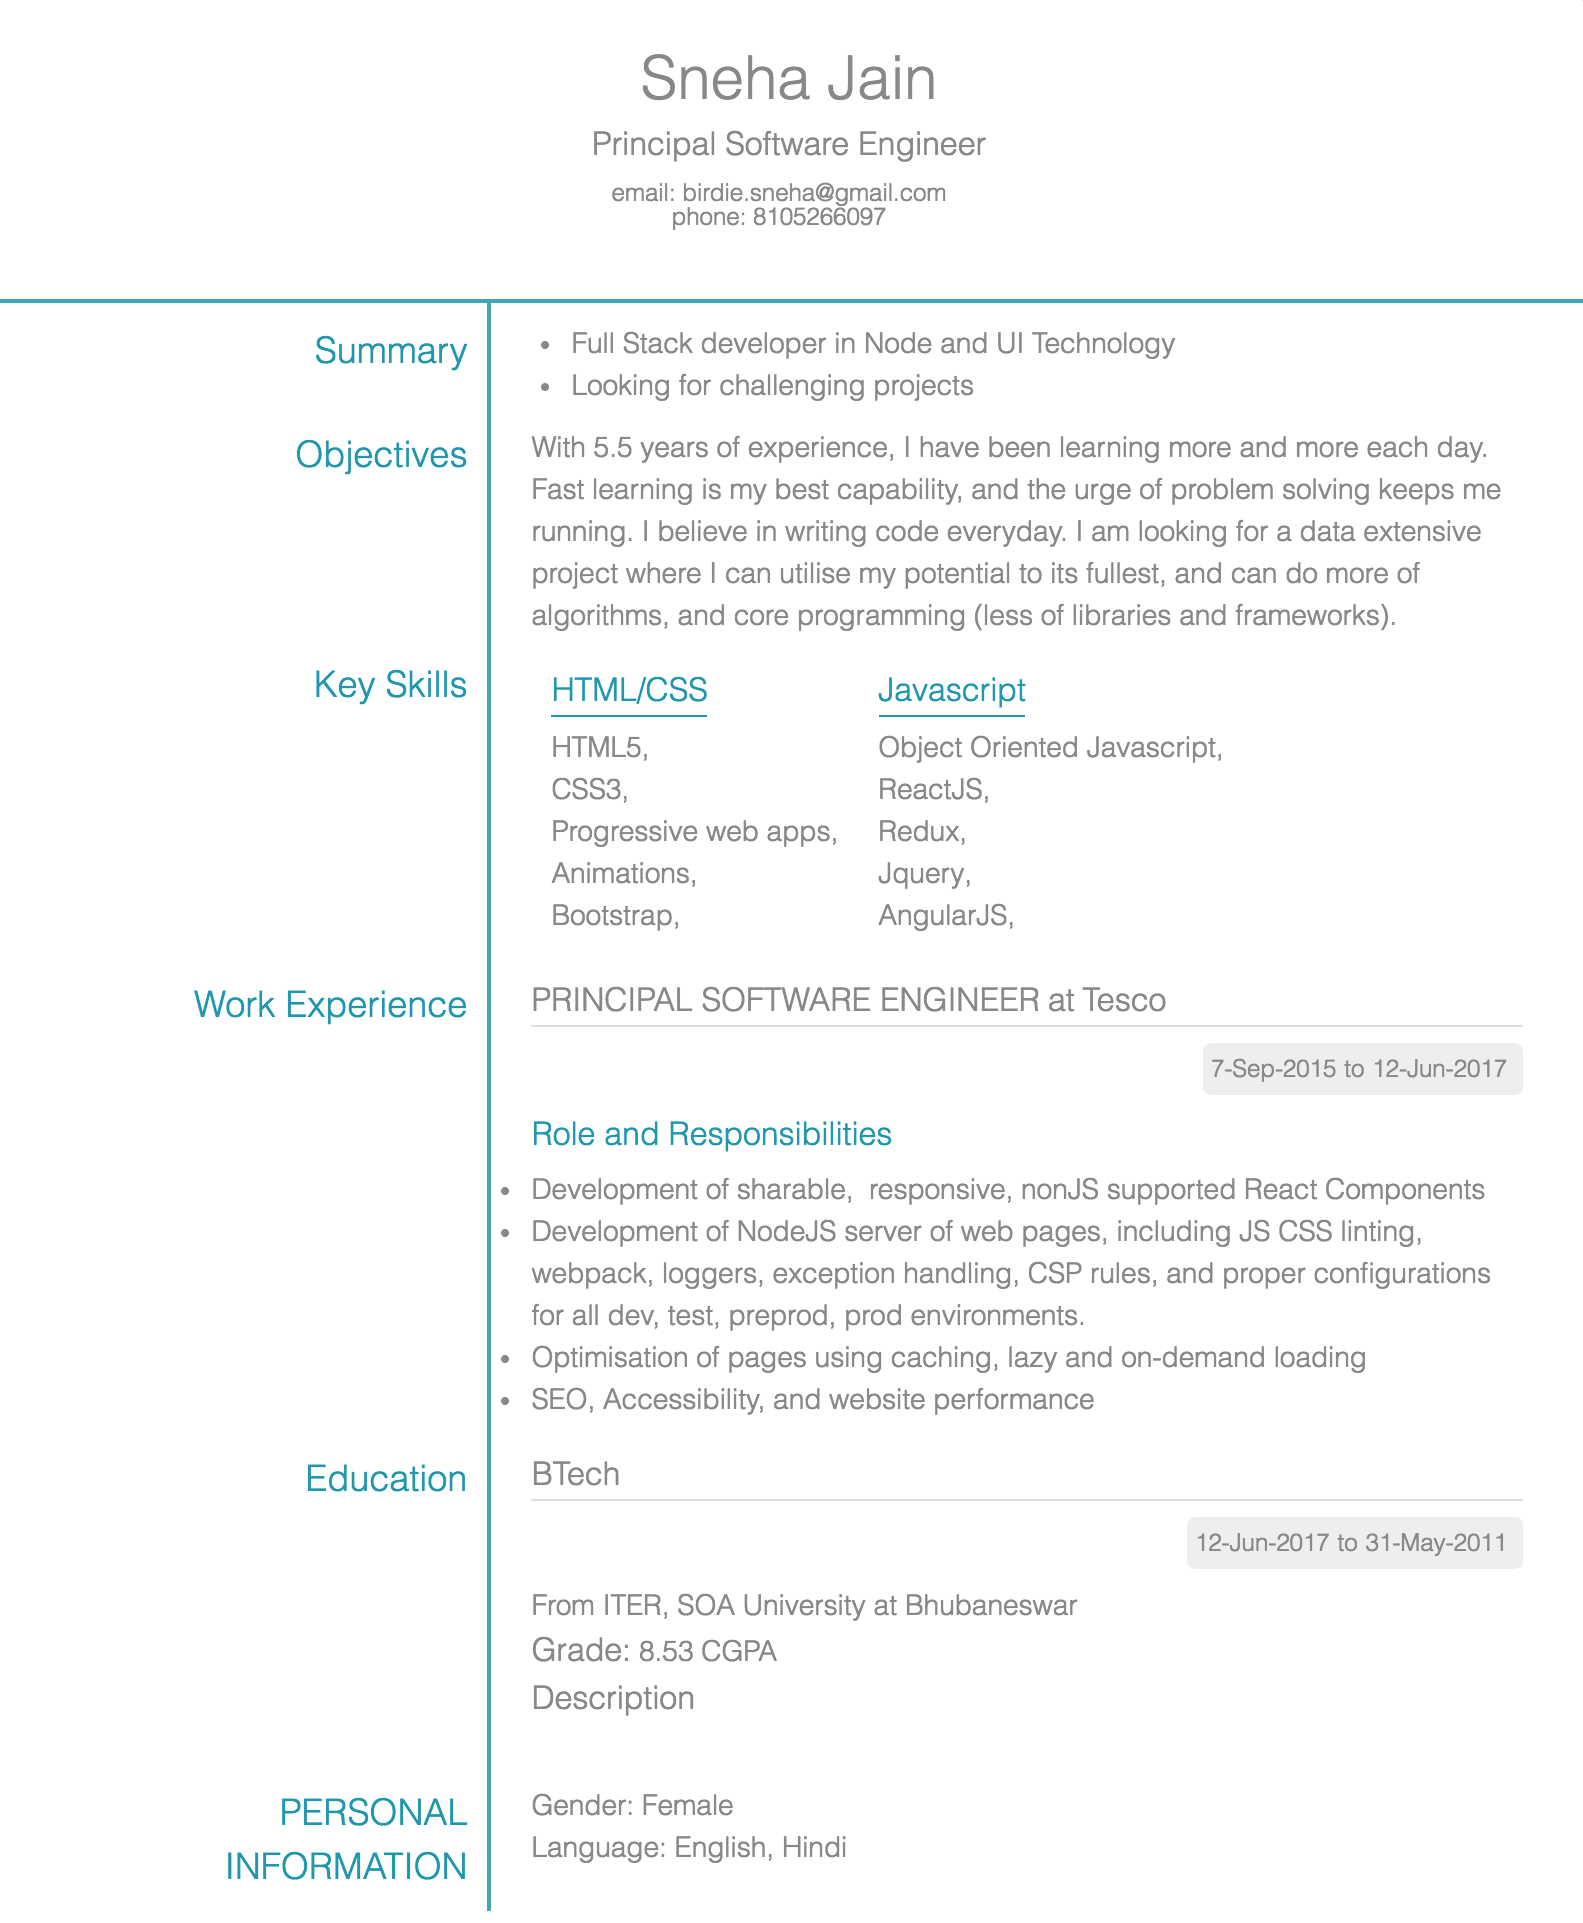 Sneha Jain
Principal Software Engineer
email: birdie.sneha@gmail.com
phone: 8105266097
Summary
• Full Stack developer in Node and UI Technology
• Looking for challenging projects
Objectives
With 5.5 years of experience, I have been learning more and more each day.
Fast learning is my best capability, and the urge of problem solving keeps me
running. I believe in writing code everyday. I am looking for a data extensive
project where I can utilise my potential to its fullest, and can do more of
algorithms, and core programming (less of libraries and frameworks).
Key Skills
HTML/CSS
HTML5,
CSS3,
Progressive web apps,
Animations,
Bootstrap,
Javascript
Object Oriented Javascript,
ReactJS,
Redux,
Jquery,
AngularJS,
Work Experience
PRINCIPAL SOFTWARE ENGINEER at Tesco
7-Sep-2015 to 12-Jun-2017
Role and Responsibilities
• Development of sharable,  responsive, nonJS supported React Components
• Development of NodeJS server of web pages, including JS CSS linting,
webpack, loggers, exception handling, CSP rules, and proper configurations
for all dev, test, preprod, prod environments.
• Optimisation of pages using caching, lazy and on-demand loading
• SEO, Accessibility, and website performance
Education
BTech
12-Jun-2017 to 31-May-2011
From ITER, SOA University at Bhubaneswar
Grade: 8.53 CGPA
Description
PERSONAL
INFORMATION
Gender: Female
Language: English, Hindi